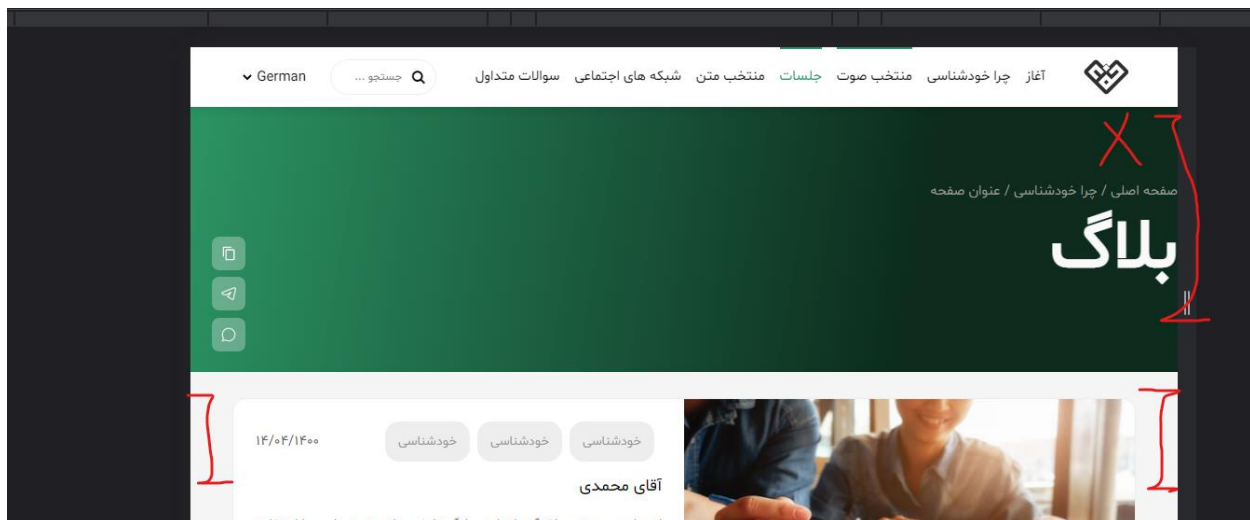 آغاز چرا خودشناسی منتخب صوت جلسات منتخب متن شبکه های اجتماعی سوالات متداول جستجو ... German
صفحه اصلی / چرا خودشناسی / عنوان صفحه
بلاگ
خودشناسی خودشناسی خودشناسی ۱۴/۰۴/۱۴۰۰
آقای محمدی